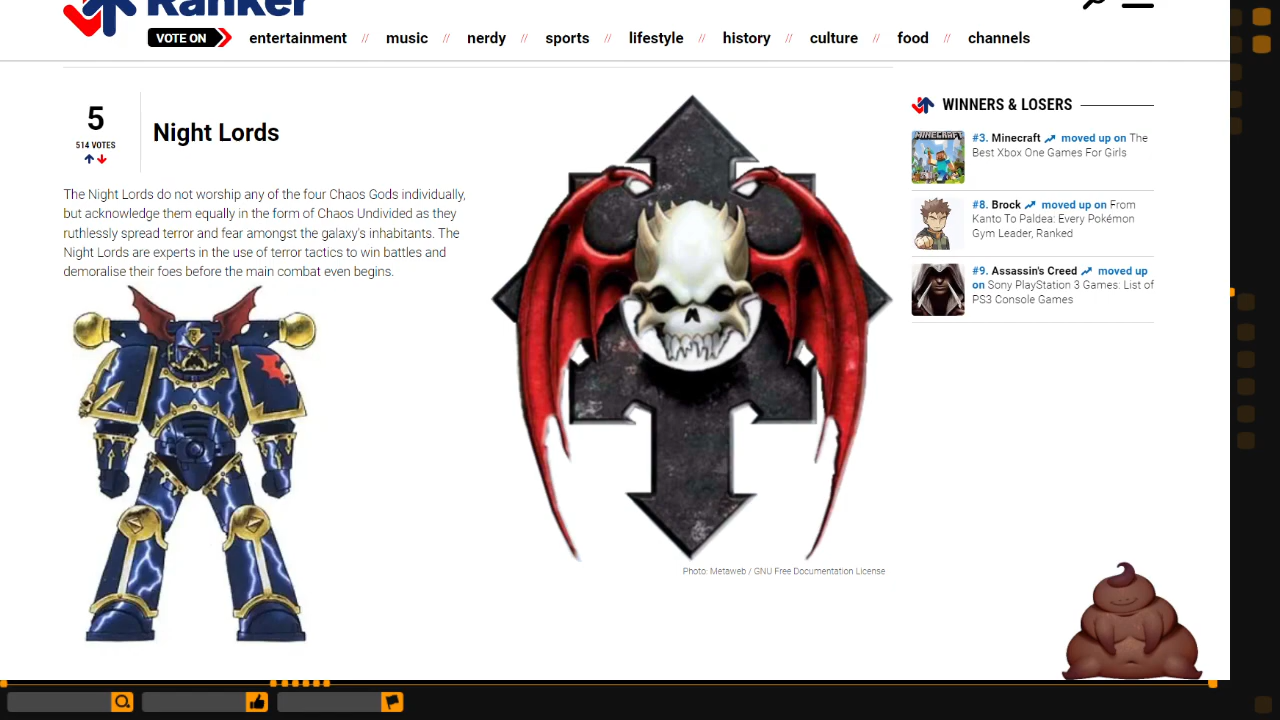 Ranker
VOTE ON
entertainment // music // nerdy // sports // lifestyle // history // culture // food // channels
5
514 VOTES
Night Lords
The Night Lords do not worship any of the four Chaos Gods individually,
but acknowledge them equally in the form of Chaos Undivided as they
ruthlessly spread terror and fear amongst the galaxy's inhabitants. The
Night Lords are experts in the use of terror tactics to win battles and
demoralise their foes before the main combat even begins.
Photo: Metaweb / GNU Free Documentation License
WINNERS & LOSERS
MINECRAFT
#3. Minecraft moved up on The
Best Xbox One Games For Girls
#8. Brock moved up on From
Kanto To Paldea: Every Pokémon
Gym Leader, Ranked
#9. Assassin's Creed moved up
on Sony PlayStation 3 Games: List of
PS3 Console Games